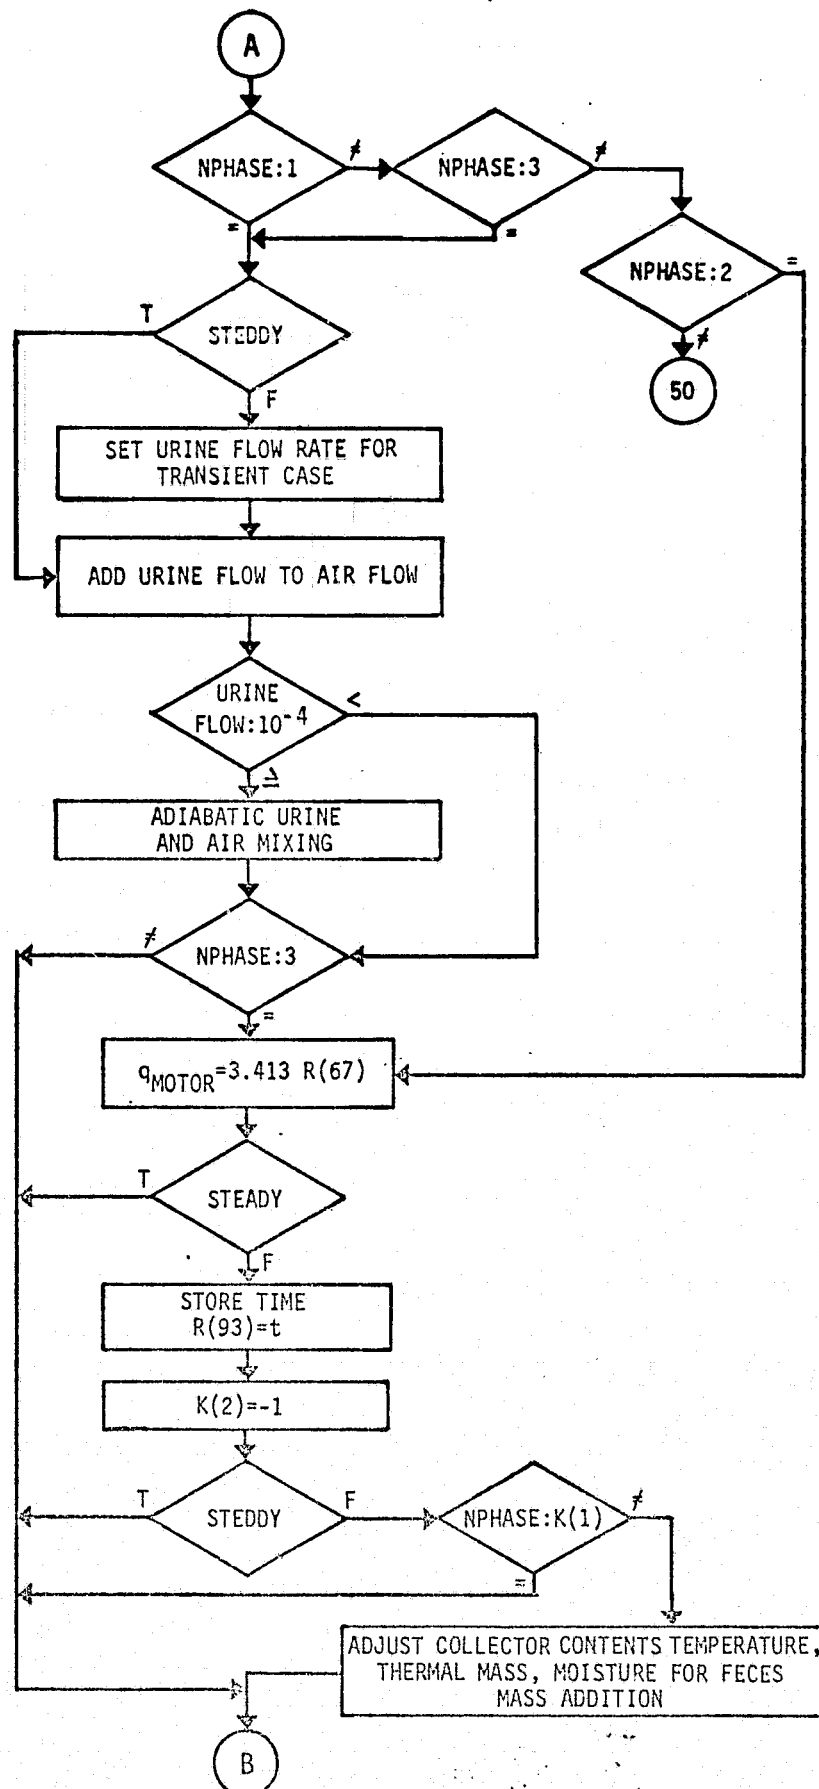 A
NPHASE:1
≠
NPHASE:3
≠
=
=
NPHASE:2
=
≠
50
T
STEDDY
F
SET URINE FLOW RATE FOR
TRANSIENT CASE
ADD URINE FLOW TO AIR FLOW
URINE
FLOW:10⁻⁴
<
≥
ADIABATIC URINE
AND AIR MIXING
≠
NPHASE:3
=
qMOTOR=3.413 R(67)
T
STEADY
F
STORE TIME
R(93)=t
K(2)=-1
T
STEDDY
F
NPHASE:K(1)
≠
=
ADJUST COLLECTOR CONTENTS TEMPERATURE,
THERMAL MASS, MOISTURE FOR FECES
MASS ADDITION
B